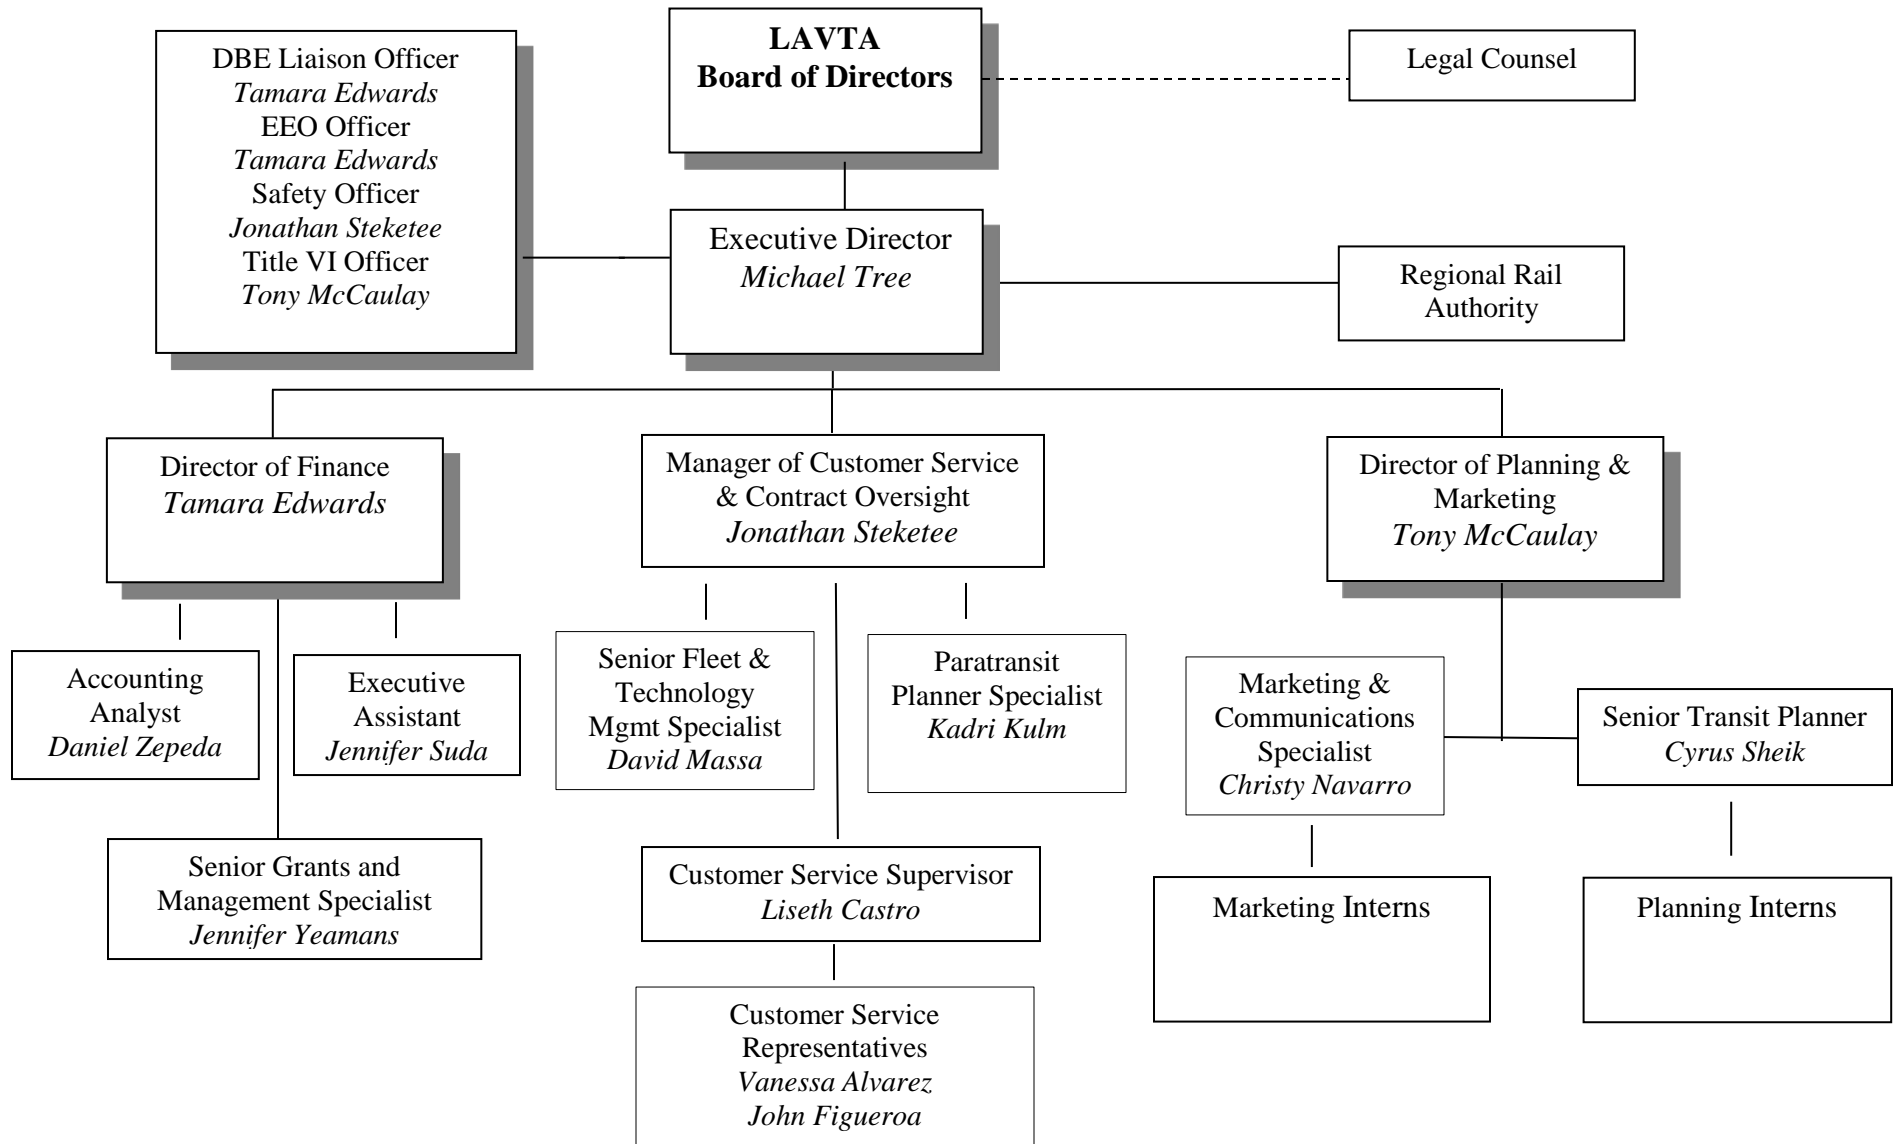 DBE Liaison Officer
Tamara Edwards
EEO Officer
Tamara Edwards
Safety Officer
Jonathan Steketee
Title VI Officer
Tony McCaulay
LAVTA
Board of Directors
Legal Counsel
Executive Director
Michael Tree
Regional Rail
Authority
Director of Finance
Tamara Edwards
Manager of Customer Service
& Contract Oversight
Jonathan Steketee
Director of Planning &
Marketing
Tony McCaulay
Accounting
Analyst
Daniel Zepeda
Executive
Assistant
Jennifer Suda
Senior Fleet &
Technology
Mgmt Specialist
David Massa
Paratransit
Planner Specialist
Kadri Kulm
Marketing &
Communications
Specialist
Christy Navarro
Senior Transit Planner
Cyrus Sheik
Senior Grants and
Management Specialist
Jennifer Yeamans
Customer Service Supervisor
Liseth Castro
Marketing Interns
Planning Interns
Customer Service
Representatives
Vanessa Alvarez
John Figueroa